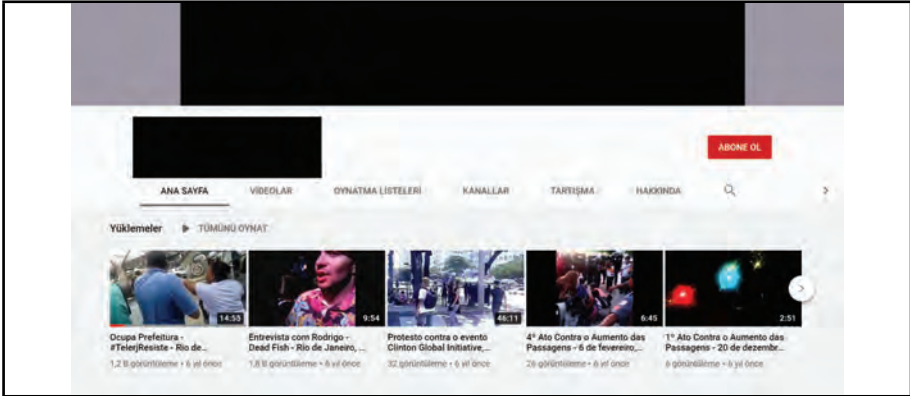 ABONE OL
ANA SAYFA VİDEOLAR OYNATMA LİSTELERİ KANALLAR TARTIŞMA HAKKINDA
Yüklemeler TÜMÜNÜ OYNAT
14:55 9:54 46:11 6:45 2:51
Ocupa Prefeitura - Entrevista com Rodrigo - Protesto contra o evento 4º Ato Contra o Aumento das 1º Ato Contra o Aumento das
#TelerjResiste - Rio de... Dead Fish - Rio de Janeiro, ... Clinton Global Initiative,... Passagens - 6 de fevereiro,... Passagens - 20 de dezembr...
1,2 B görüntüleme • 6 yıl önce 1,8 B görüntüleme • 6 yıl önce 32 görüntüleme • 6 yıl önce 26 görüntüleme • 6 yıl önce 6 görüntüleme • 6 yıl önce